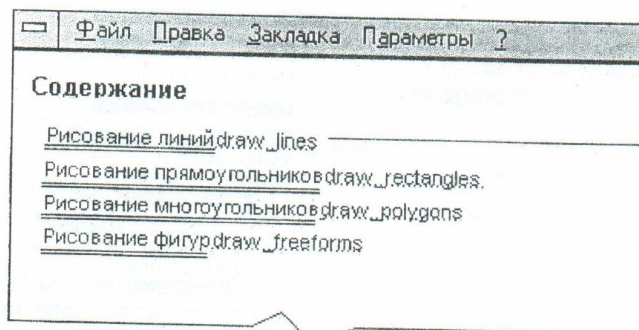 Файл Правка Закладка Параметры ?
Содержание
Рисование линийdraw_lines
Рисование прямоугольниковdraw_rectangles
Рисование многоугольниковdraw_polygons
Рисование фигурdraw_freeforms